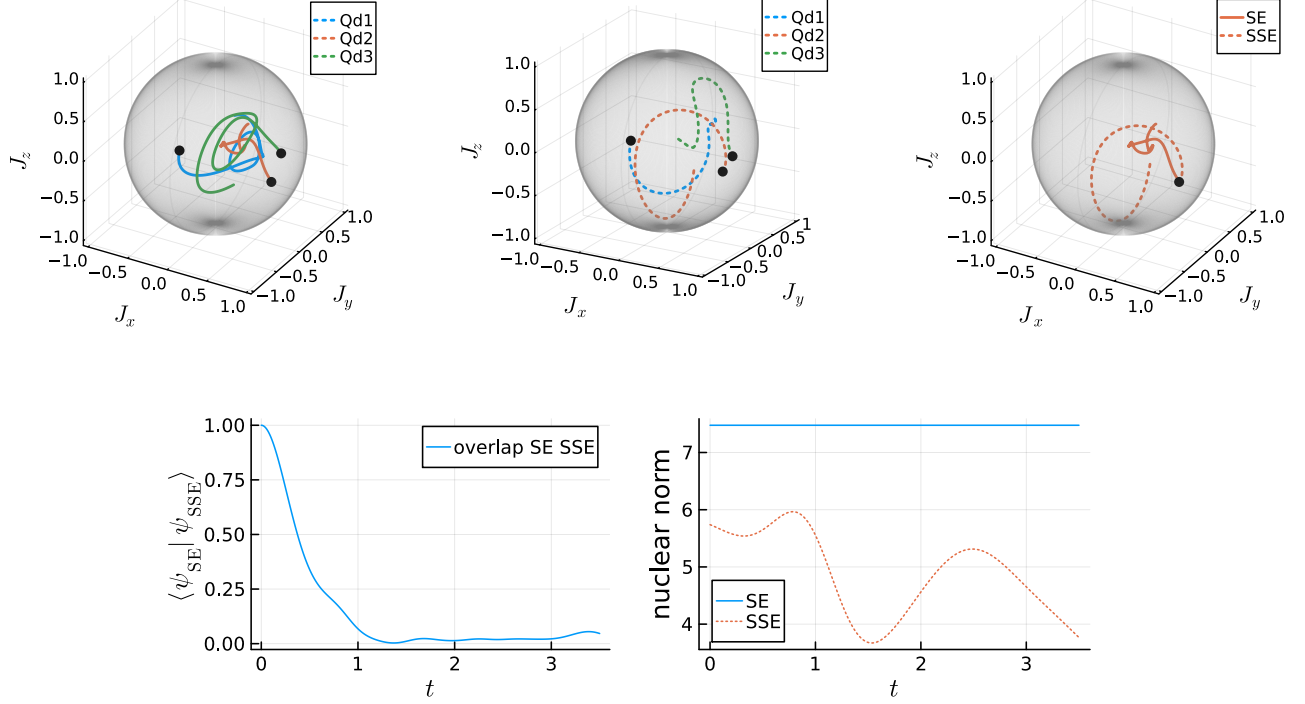 Qd1
Qd2
Qd3
1.0
0.5
0.0
−0.5
−1.0
J_z
−1.0
−0.5
0.0
0.5
1.0
J_x
−1.0
−0.5
0.0
0.5
1.0
J_y
Qd1
Qd2
Qd3
1.0
0.5
0.0
−0.5
−1.0
J_z
−1.0
−0.5
0.0
0.5
1.0
J_x
−1.0
−0.5
0.0
0.5
1
J_y
SE
SSE
1.0
0.5
0.0
−0.5
−1.0
J_z
−1.0
−0.5
0.0
0.5
1.0
J_x
−1.0
−0.5
0.0
0.5
1.0
J_y
overlap SE SSE
1.00
0.75
0.50
0.25
0.00
⟨ψ_SE|ψ_SSE⟩
0 1 2 3
t
SE
SSE
7
6
5
4
nuclear norm
0 1 2 3
t